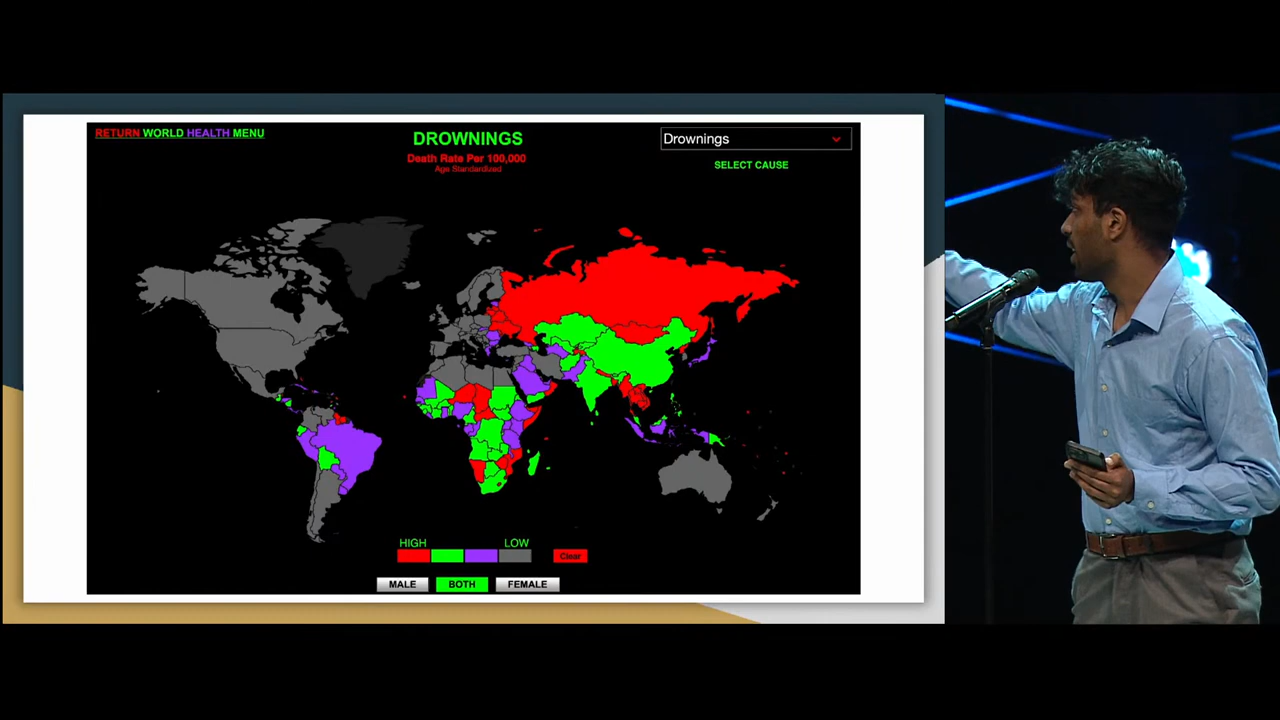 RETURN WORLD HEALTH MENU
DROWNINGS
Death Rate Per 100,000
Age Standardized
Drownings
SELECT CAUSE
HIGH
LOW
Clear
MALE
BOTH
FEMALE